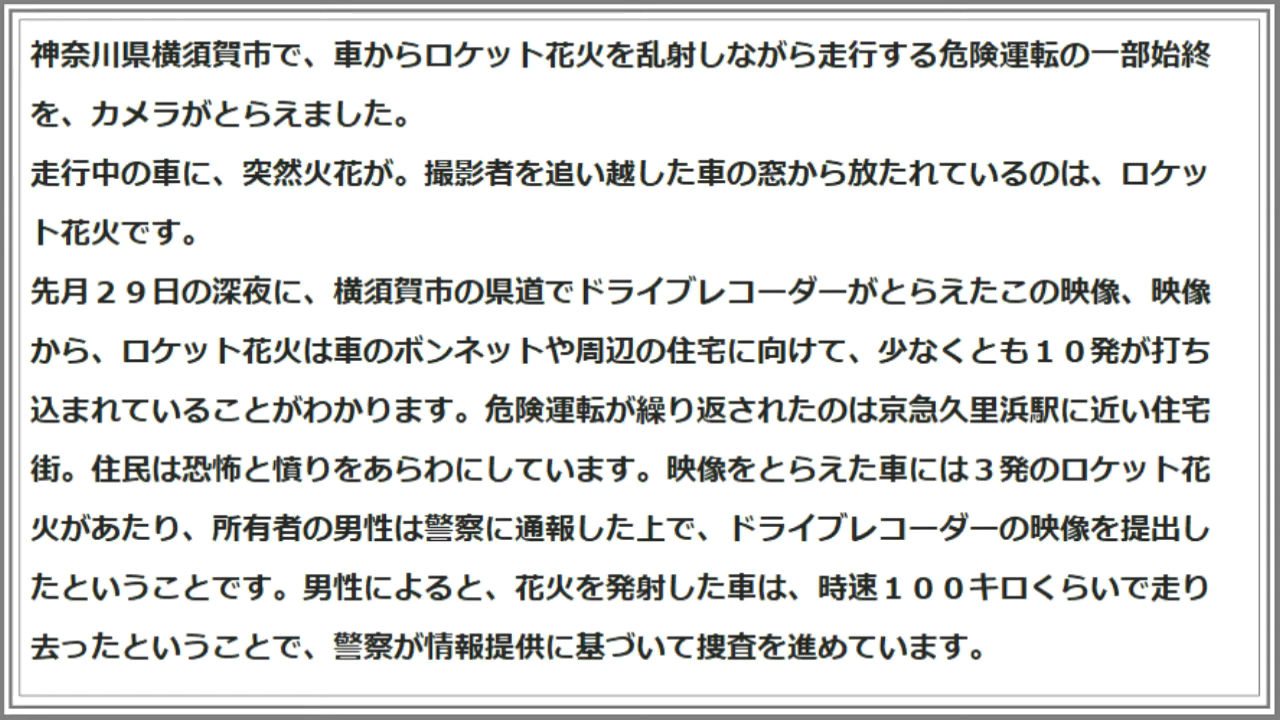 神奈川県横須賀市で、車からロケット花火を乱射しながら走行する危険運転の一部始終
を、カメラがとらえました。
走行中の車に、突然火花が。撮影者を追い越した車の窓から放たれているのは、ロケッ
ト花火です。
先月２９日の深夜に、横須賀市の県道でドライブレコーダーがとらえたこの映像、映像
から、ロケット花火は車のボンネットや周辺の住宅に向けて、少なくとも１０発が打ち
込まれていることがわかります。危険運転が繰り返されたのは京急久里浜駅に近い住宅
街。住民は恐怖と憤りをあらわにしています。映像をとらえた車には３発のロケット花
火があたり、所有者の男性は警察に通報した上で、ドライブレコーダーの映像を提出し
たということです。男性によると、花火を発射した車は、時速１００キロくらいで走り
去ったということで、警察が情報提供に基づいて捜査を進めています。